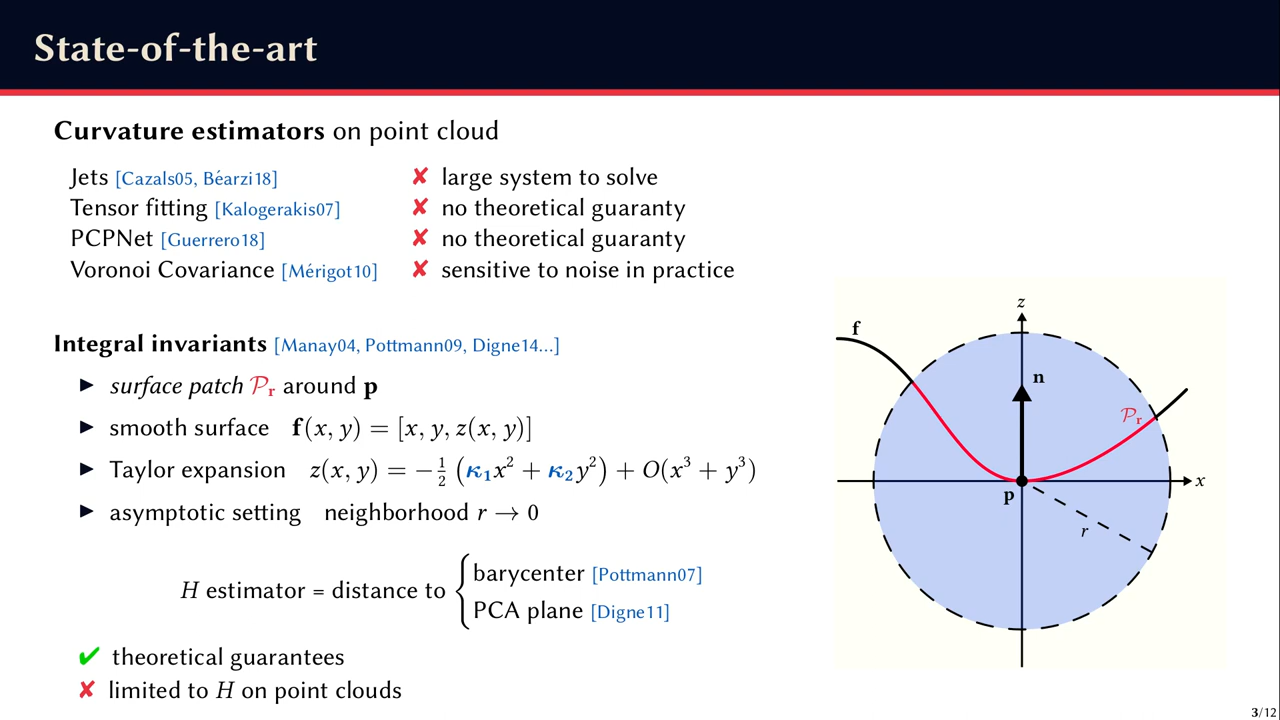 State-of-the-art
Curvature estimators on point cloud
Jets [Cazals05, Béarzi18] ✘ large system to solve
Tensor fitting [Kalogerakis07] ✘ no theoretical guaranty
PCPNet [Guerrero18] ✘ no theoretical guaranty
Voronoi Covariance [Mérigot10] ✘ sensitive to noise in practice
Integral invariants [Manay04, Pottmann09, Digne14...]
▶ surface patch 𝒫r around p
▶ smooth surface f(x, y) = [x, y, z(x, y)]
▶ Taylor expansion z(x, y) = −½ (κ₁x² + κ₂y²) + O(x³ + y³)
▶ asymptotic setting neighborhood r → 0
H estimator = distance to { barycenter [Pottmann07]
PCA plane [Digne11]
✔ theoretical guarantees
✘ limited to H on point clouds
z
f
n
𝒫r
x
p
r
3/12